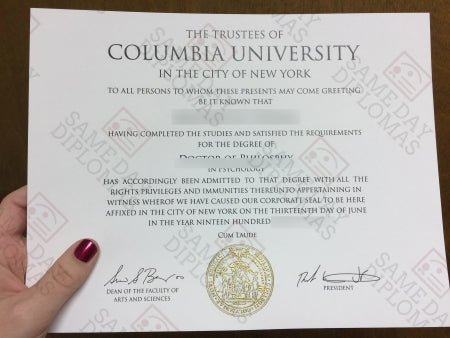 THE TRUSTEES OF
COLUMBIA UNIVERSITY
IN THE CITY OF NEW YORK
TO ALL PERSONS TO WHOM THESE PRESENTS MAY COME GREETING
BE IT KNOWN THAT
HAVING COMPLETED THE STUDIES AND SATISFIED THE REQUIREMENTS
FOR THE DEGREE OF
DOCTOR OF PHILOSPHY
IN PSYCHOLOGY
HAS ACCORDINGLY BEEN ADMITTED TO THAT DEGREE WITH ALL THE
RIGHTS PRIVILEGES AND IMMUNITIES THEREUNTO APPERTAINING IN
WITNESS WHEROF WE HAVE CAUSED OUR CORPORATE SEAL TO BE HERE
AFFIXED IN THE CITY OF NEW YORK ON THE THIRTEENTH DAY OF JUNE
IN THE YEAR NINETEEN HUNDRED
CUM LAUDE
DEAN OF THE FACULTY OF
ARTS AND SCIENCES
PRESIDENT
SAME DAY
DIPLOMAS